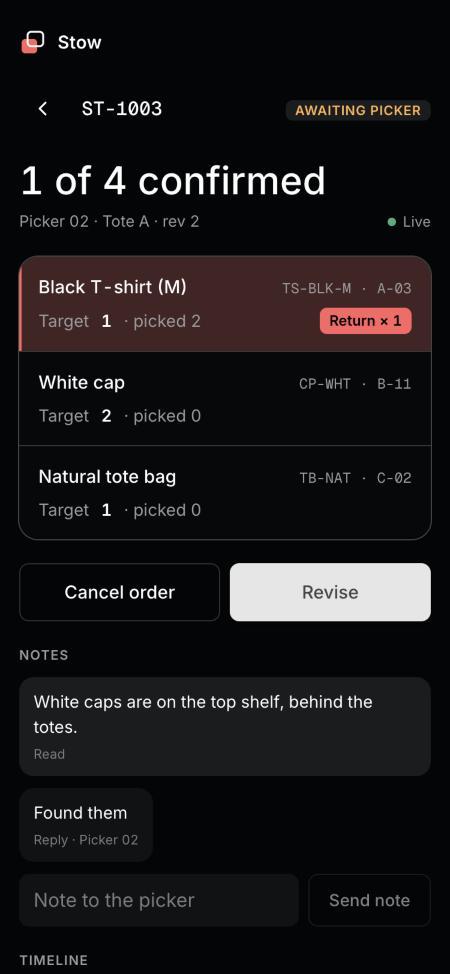 Stow
ST-1003
AWAITING PICKER
1 of 4 confirmed
Picker 02 · Tote A · rev 2
Live
Black T-shirt (M)
TS-BLK-M · A-03
Target 1 · picked 2
Return × 1
White cap
CP-WHT · B-11
Target 2 · picked 0
Natural tote bag
TB-NAT · C-02
Target 1 · picked 0
Cancel order
Revise
NOTES
White caps are on the top shelf, behind the
totes.
Read
Found them
Reply · Picker 02
Note to the picker
Send note
TIMELINE